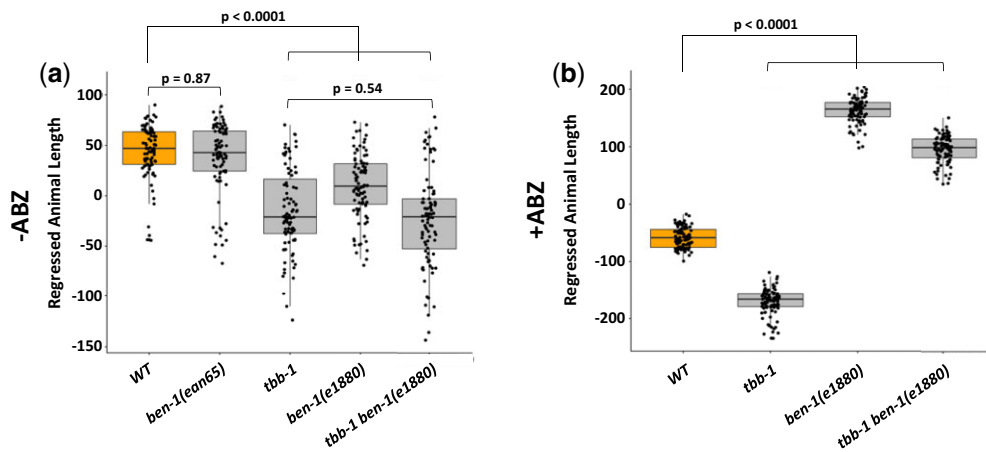 p < 0.0001
(a)
p = 0.87
p = 0.54
-ABZ
Regressed Animal Length
100
50
0
-50
-100
-150
WT
ben-1(ean65)
tbb-1
ben-1(e1880)
tbb-1 ben-1(e1880)
p < 0.0001
(b)
+ABZ
Regressed Animal Length
200
100
0
-100
-200
WT
tbb-1
ben-1(e1880)
tbb-1 ben-1(e1880)